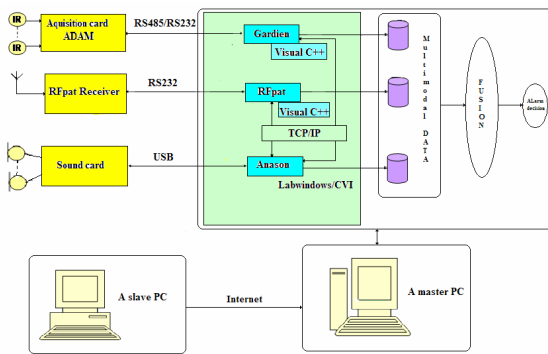 IR
IR
Aquisition card
ADAM
RS485/RS232
Gardien
Visual C++
RFpat Receiver
RS232
RFpat
Visual C++
TCP/IP
Sound card
USB
Anason
Labwindows/CVI
Multimodal
DATA
FUSION
ALarm
decision
A slave PC
Internet
A master PC